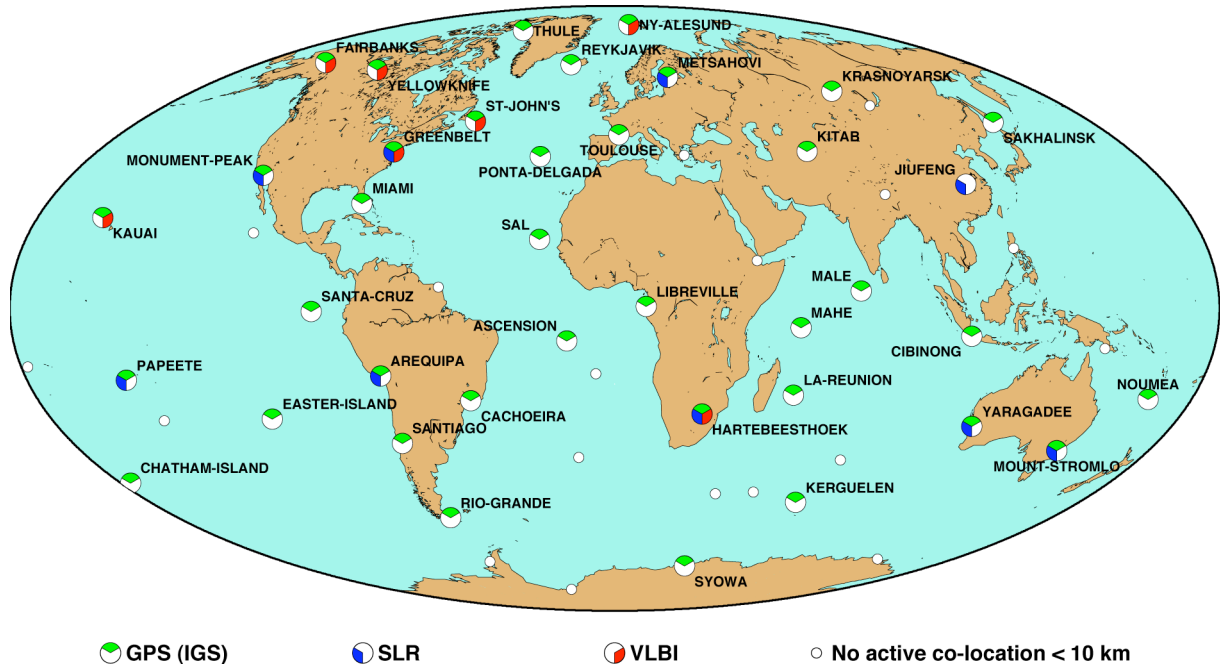 THULE
NY-ALESUND
FAIRBANKS
REYKJAVIK
METSAHOVI
YELLOWKNIFE
KRASNOYARSK
ST-JOHN'S
GREENBELT
SAKHALINSK
KITAB
TOULOUSE
MONUMENT-PEAK
PONTA-DELGADA
JIUFENG
MIAMI
SAL
KAUAI
MALE
SANTA-CRUZ
LIBREVILLE
MAHE
ASCENSION
CIBINONG
PAPEETE
AREQUIPA
LA-REUNION
NOUMEA
EASTER-ISLAND
CACHOEIRA
YARAGADEE
SANTIAGO
HARTEBEESTHOEK
CHATHAM-ISLAND
MOUNT-STROMLO
KERGUELEN
RIO-GRANDE
SYOWA
GPS (IGS)
SLR
VLBI
No active co-location < 10 km